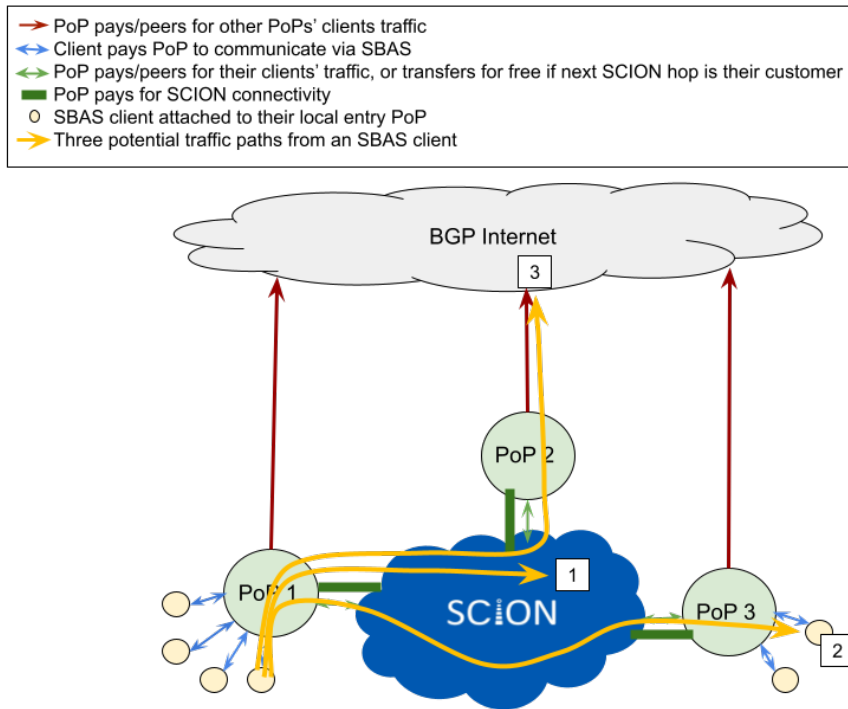 PoP pays/peers for other PoPs’ clients traffic
Client pays PoP to communicate via SBAS
PoP pays/peers for their clients’ traffic, or transfers for free if next SCION hop is their customer
PoP pays for SCION connectivity
SBAS client attached to their local entry PoP
Three potential traffic paths from an SBAS client
BGP Internet
3
PoP 2
1
PoP 1
SCION
PoP 3
2